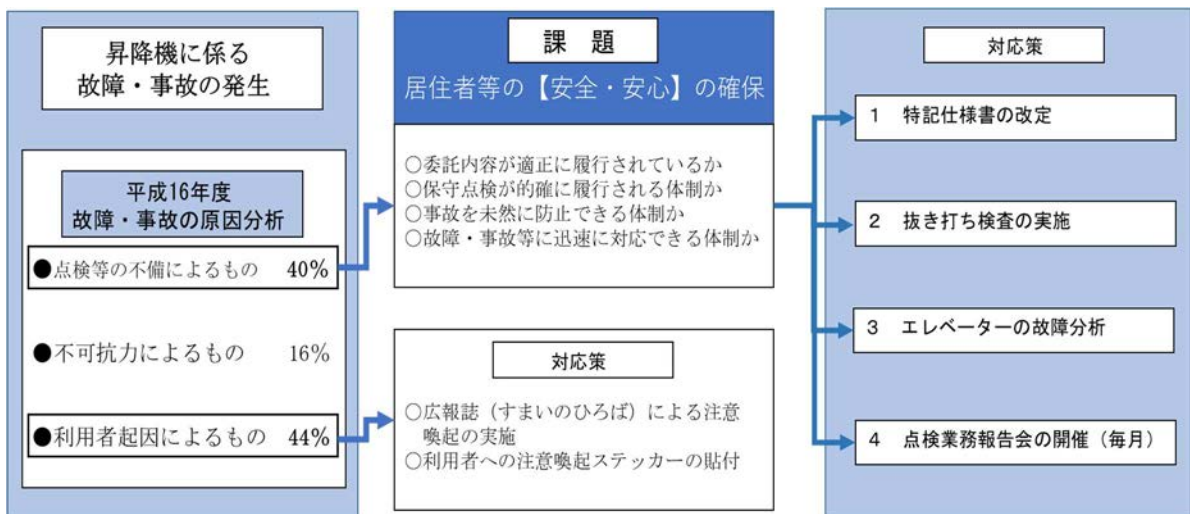 昇降機に係る
故障・事故の発生
平成16年度
故障・事故の原因分析
●点検等の不備によるもの 40%
●不可抗力によるもの 16%
●利用者起因によるもの 44%
課 題
居住者等の【安全・安心】の確保
○委託内容が適正に履行されているか
○保守点検が的確に履行される体制か
○事故を未然に防止できる体制か
○故障・事故等に迅速に対応できる体制か
対応策
○広報誌（すまいのひろば）による注意
喚起の実施
○利用者への注意喚起ステッカーの貼付
対応策
1 特記仕様書の改定
2 抜き打ち検査の実施
3 エレベーターの故障分析
4 点検業務報告会の開催（毎月）